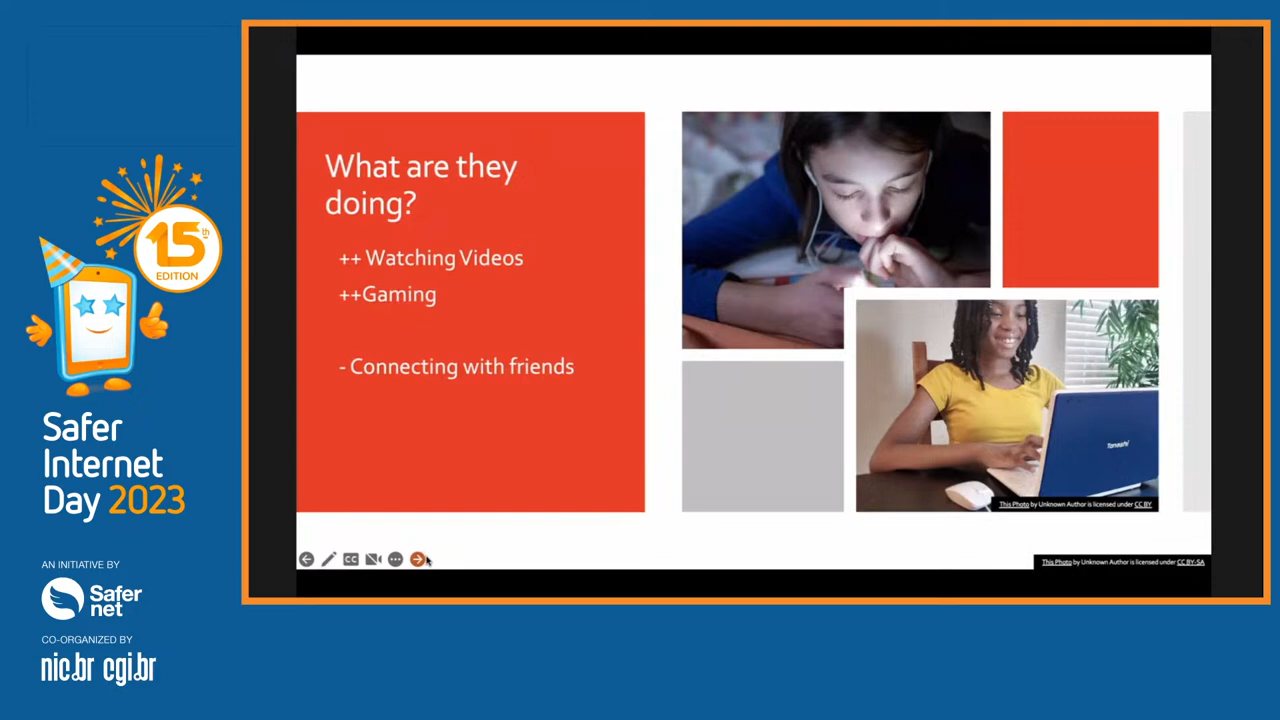 15th
EDITION
Safer
Internet
Day 2023
AN INITIATIVE BY
Safer
net
CO-ORGANIZED BY
nic.br cgi.br
What are they
doing?
++ Watching Videos
++Gaming
- Connecting with friends
This Photo by Unknown Author is licensed under CC BY
CC
This Photo by Unknown Author is licensed under CC BY-SA